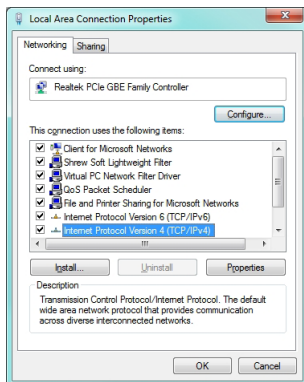 Local Area Connection Properties
Networking
Sharing
Connect using:
Realtek PCIe GBE Family Controller
Configure...
This connection uses the following items:
Client for Microsoft Networks
Shrew Soft Lightweight Filter
Virtual PC Network Filter Driver
QoS Packet Scheduler
File and Printer Sharing for Microsoft Networks
Internet Protocol Version 6 (TCP/IPv6)
Internet Protocol Version 4 (TCP/IPv4)
Install...
Uninstall
Properties
Description
Transmission Control Protocol/Internet Protocol. The default
wide area network protocol that provides communication
across diverse interconnected networks.
OK
Cancel